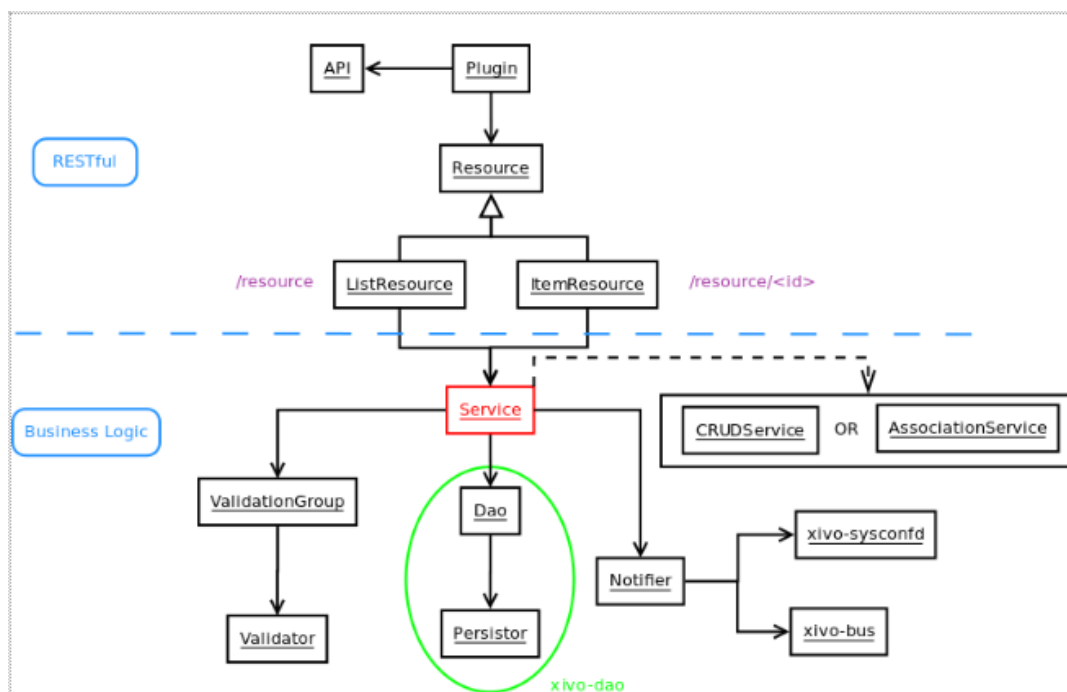 API
Plugin
RESTful
Resource
/resource
ListResource
ItemResource
/resource/<id>
Service
Business Logic
CRUDService
OR
AssociationService
ValidationGroup
Dao
xivo-sysconfd
Notifier
Validator
Persistor
xivo-bus
xivo-dao